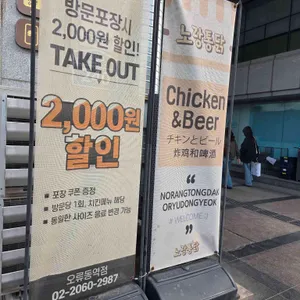 방문포장시
2,000원 할인!
TAKE OUT
2,000원
할인
포장 쿠폰 증정
방문당 1회, 치킨메뉴 해당
동일한 사이즈 음료 변경 가능
오류동역점
02-2060-2987
노랑통닭
Chicken
&Beer
チキンとビール
炸鸡和啤酒
“
NORANGTONGDAK
ORYUDONGYEOK
# WELCOME
”
노랑통닭